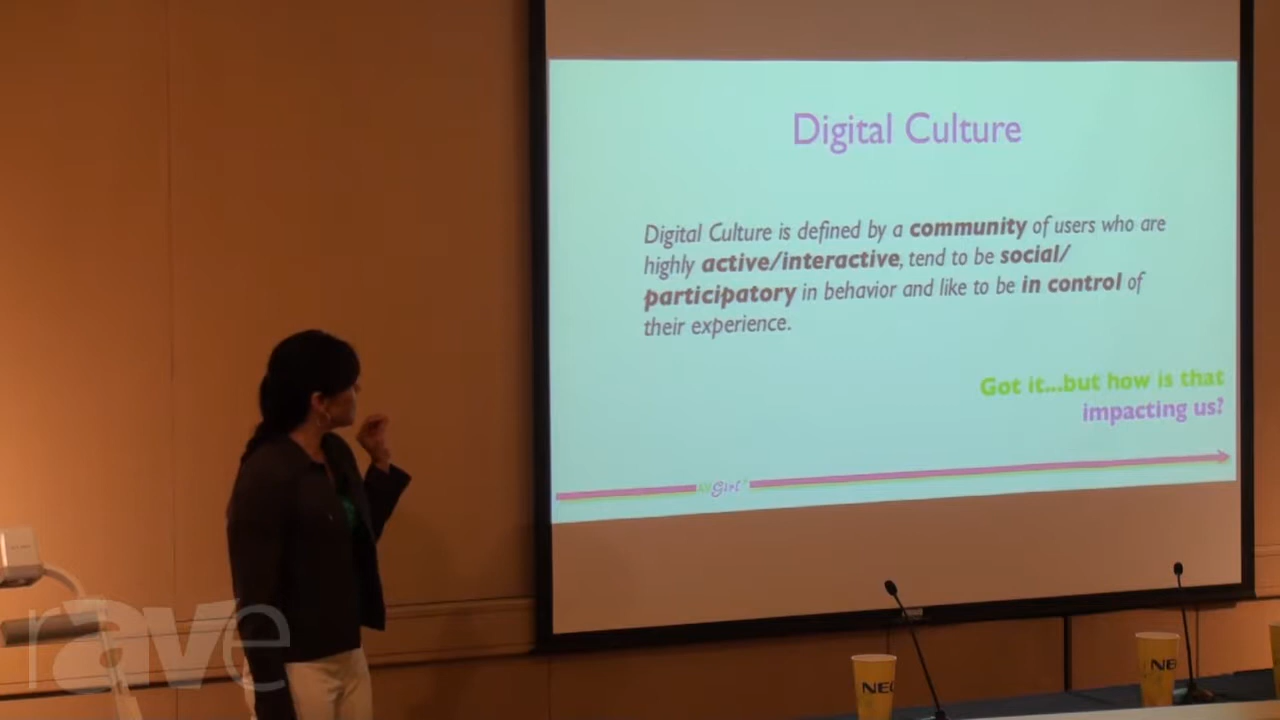 Digital Culture
Digital Culture is defined by a community of users who are
highly active/interactive, tend to be social/
participatory in behavior and like to be in control of
their experience.
Got it...but how is that
impacting us?
AV Girl
rave
NEC
NEC